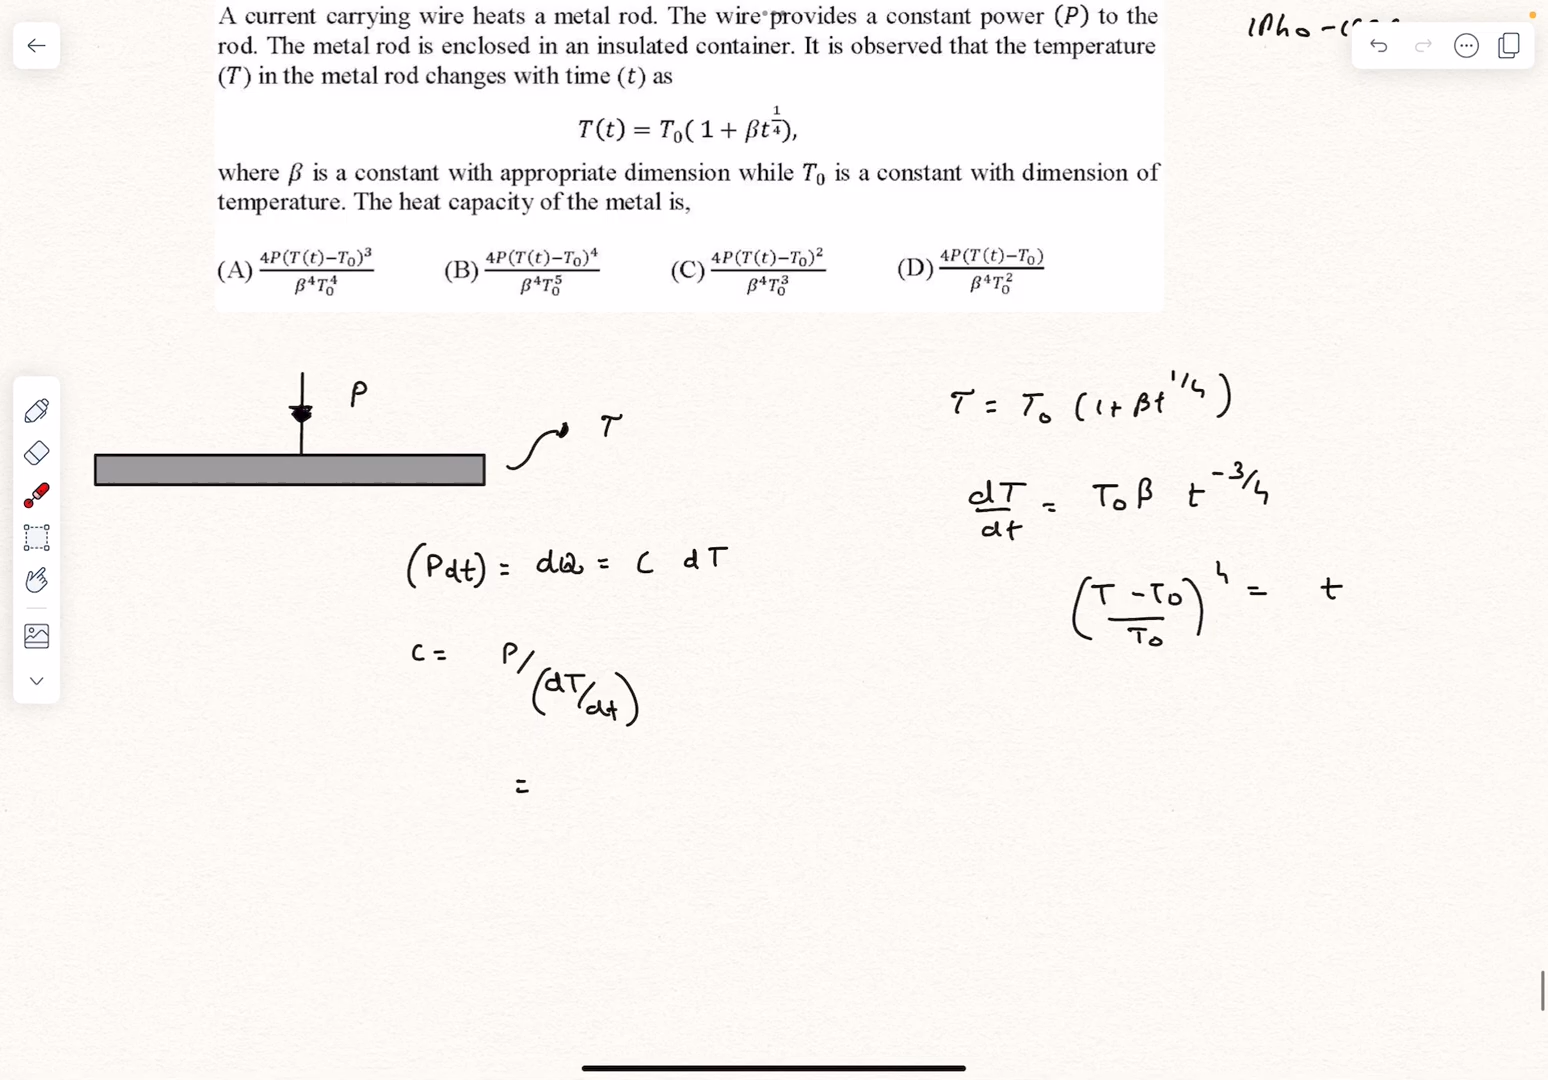 A current carrying wire heats a metal rod. The wire provides a constant power (P) to the
rod. The metal rod is enclosed in an insulated container. It is observed that the temperature
(T) in the metal rod changes with time (t) as
T(t) = T₀( 1 + βt^(1/4)),
where β is a constant with appropriate dimension while T₀ is a constant with dimension of
temperature. The heat capacity of the metal is,
(A) 4P(T(t)−T₀)³ / β⁴T₀⁴ (B) 4P(T(t)−T₀)⁴ / β⁴T₀⁵ (C) 4P(T(t)−T₀)² / β⁴T₀³ (D) 4P(T(t)−T₀) / β⁴T₀²
IPho -
P
T
T = T₀ (1+ βt^(1/4))
dT/dt = T₀ β t^(-3/4)
(Pdt) = dQ = C dT
((T - T₀)/T₀)⁴ = t
C = P/(dT/dt)
=